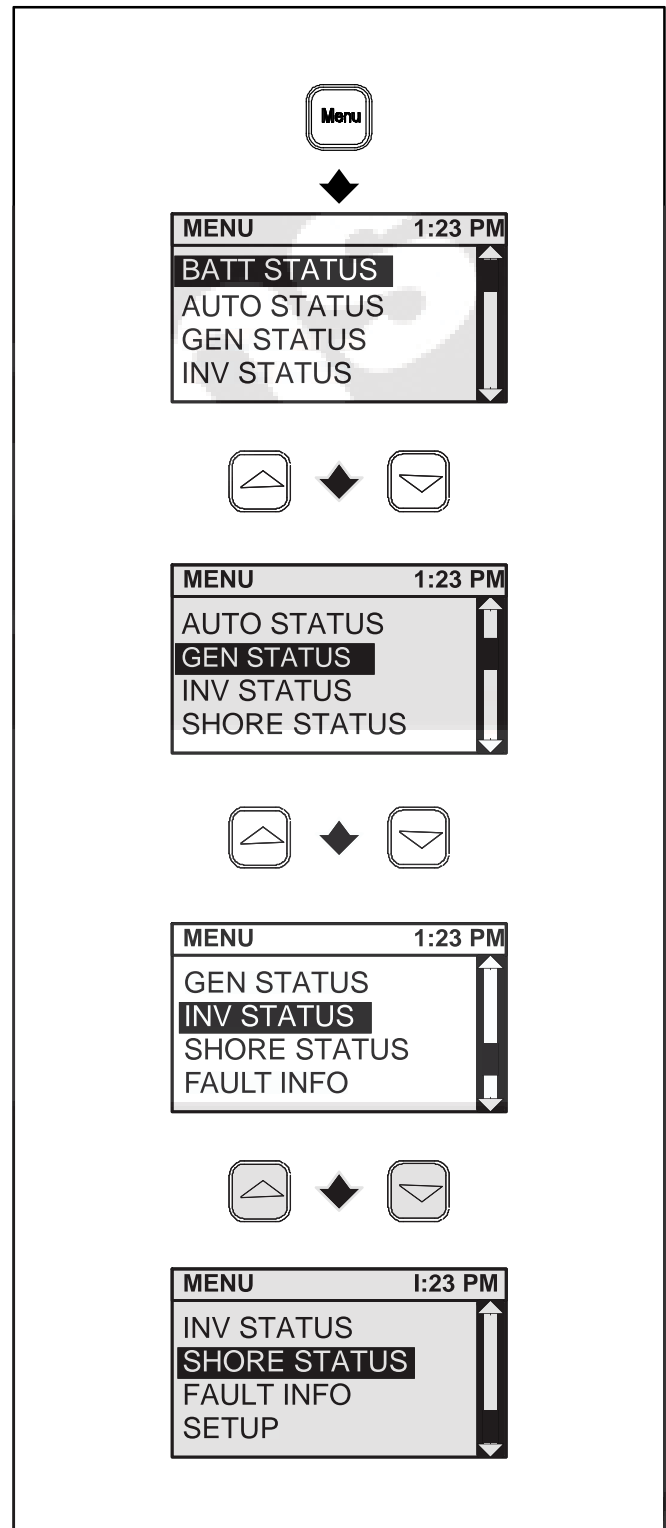 Menu
MENU 1:23 PM
BATT STATUS
AUTO STATUS
GEN STATUS
INV STATUS
MENU 1:23 PM
AUTO STATUS
GEN STATUS
INV STATUS
SHORE STATUS
MENU 1:23 PM
GEN STATUS
INV STATUS
SHORE STATUS
FAULT INFO
MENU I:23 PM
INV STATUS
SHORE STATUS
FAULT INFO
SETUP